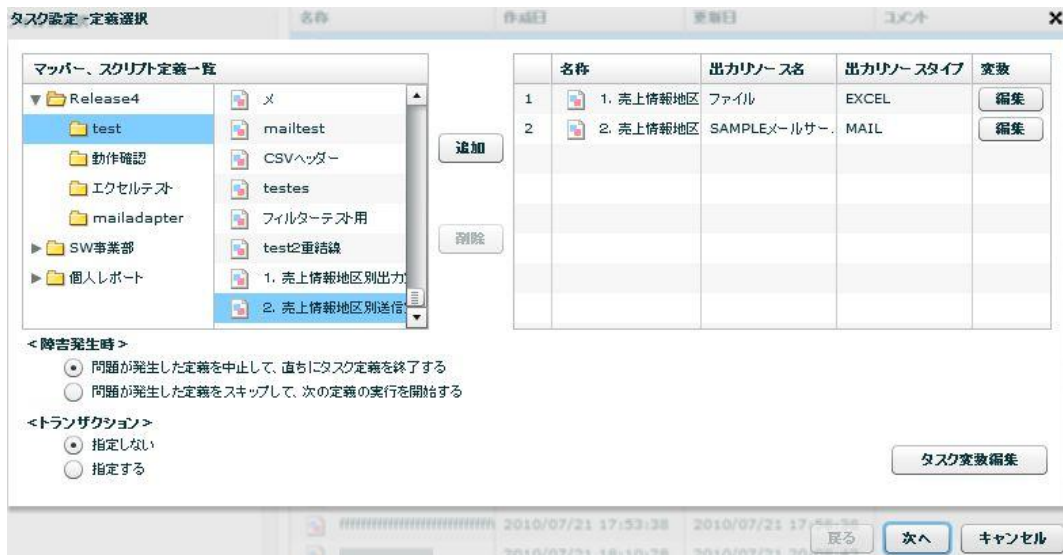 タスク設定 - 定義選択
名称 作成日 更新日 コメント
マッパー、スクリプト定義一覧
Release4
test
動作確認
エクセルテスト
mailadapter
SW事業部
個人レポート
メ
mailtest
CSVヘッダー
testes
フィルターテスト用
test2重結線
1. 売上情報地区別出力
2. 売上情報地区別送信
追加
削除
名称 出力リソース名 出力リソースタイプ 変数
1 1. 売上情報地区 ファイル EXCEL 編集
2 2. 売上情報地区 SAMPLEメールサー. MAIL 編集
<障害発生時>
問題が発生した定義を中止して、直ちにタスク定義を終了する
問題が発生した定義をスキップして、次の定義の実行を開始する
<トランザクション>
指定しない
指定する
タスク変数編集
2010/07/21 17:53:38 2010/07/21 17
戻る 次へ キャンセル